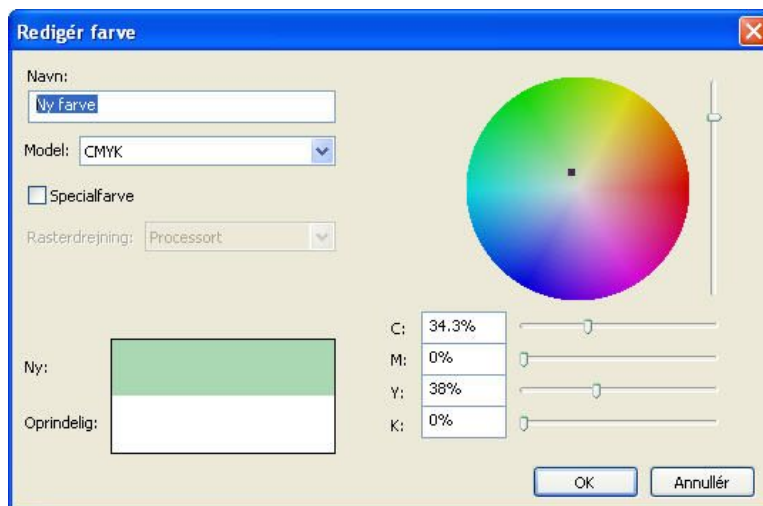 Redigér farve
Navn:
Ny farve
Model: CMYK
Specialfarve
Rasterdrejning: Processort
Ny:
Oprindelig:
C: 34.3%
M: 0%
Y: 38%
K: 0%
OK Annullér